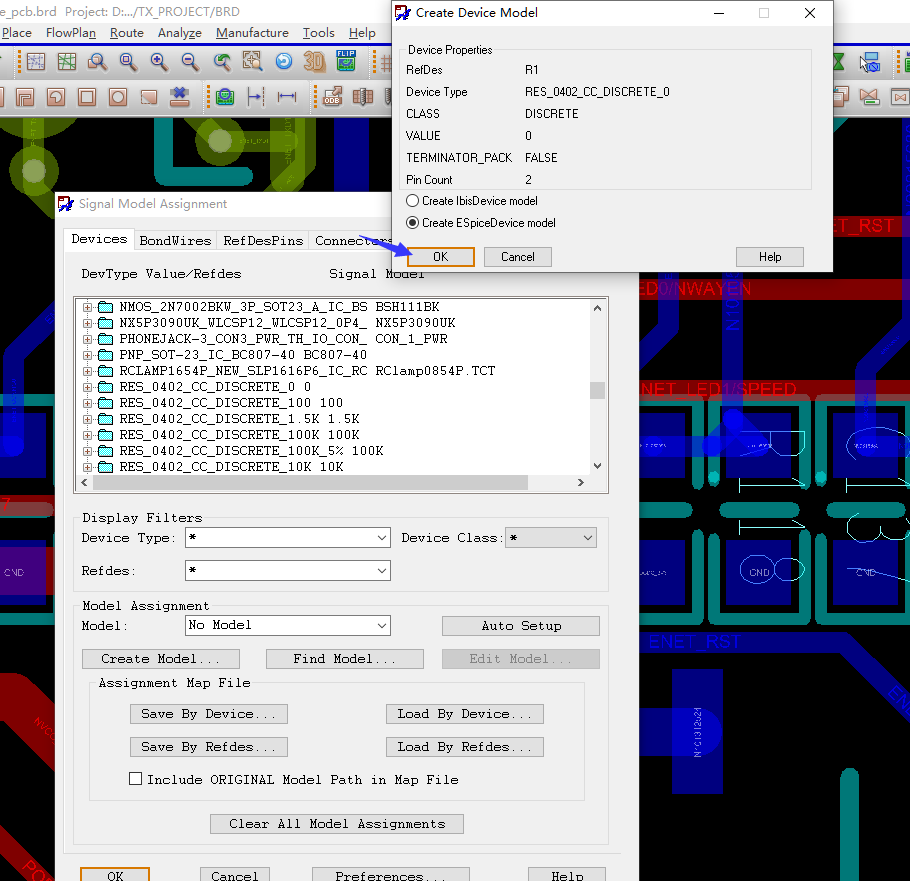 e_pcb.brd Project: D:.../TX_PROJECT/BRD
Place FlowPlan Route Analyze Manufacture Tools Help
3D
FLIP
ODB
Create Device Model
Device Properties
RefDes R1
Device Type RES_0402_CC_DISCRETE_0
CLASS DISCRETE
VALUE 0
TERMINATOR_PACK FALSE
Pin Count 2
Create IbisDevice model
Create ESpiceDevice model
OK Cancel Help
Signal Model Assignment
Devices BondWires RefDesPins Connectors
DevType Value/Refdes Signal Model
NMOS_2N7002BKW_3P_SOT23_A_IC_BS BSH111BK
NX5P3090UK_WLCSP12_WLCSP12_0P4_ NX5P3090UK
PHONEJACK-3_CON3_PWR_TH_IO_CON_ CON_1_PWR
PNP_SOT-23_IC_BC807-40 BC807-40
RCLAMP1654P_NEW_SLP1616P6_IC_RC RClamp0854P.TCT
RES_0402_CC_DISCRETE_0 0
RES_0402_CC_DISCRETE_100 100
RES_0402_CC_DISCRETE_1.5K 1.5K
RES_0402_CC_DISCRETE_100K 100K
RES_0402_CC_DISCRETE_100K_5% 100K
RES_0402_CC_DISCRETE_10K 10K
Display Filters
Device Type: * Device Class: *
Refdes: *
Model Assignment
Model: No Model Auto Setup
Create Model... Find Model... Edit Model...
Assignment Map File
Save By Device... Load By Device...
Save By Refdes... Load By Refdes...
Include ORIGINAL Model Path in Map File
Clear All Model Assignments
OK Cancel Preferences... Help
ET_RST
ED0/NWAYEN
NET_LED1/SPEED
GND
GND
GND
ENET_RST